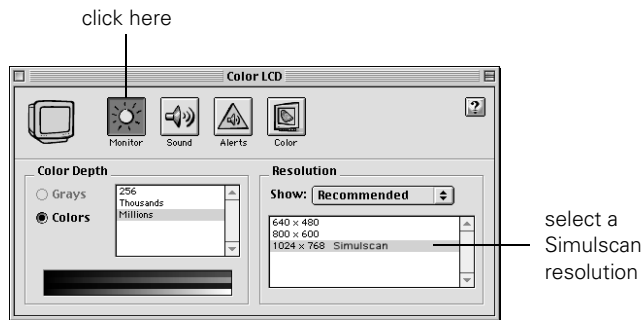 click here
Color LCD
?
Monitor Sound Alerts Color
Color Depth
Grays
Colors
256
Thousands
Millions
Resolution
Show: Recommended
640 x 480
800 x 600
1024 x 768 Simulscan
select a
Simulscan
resolution